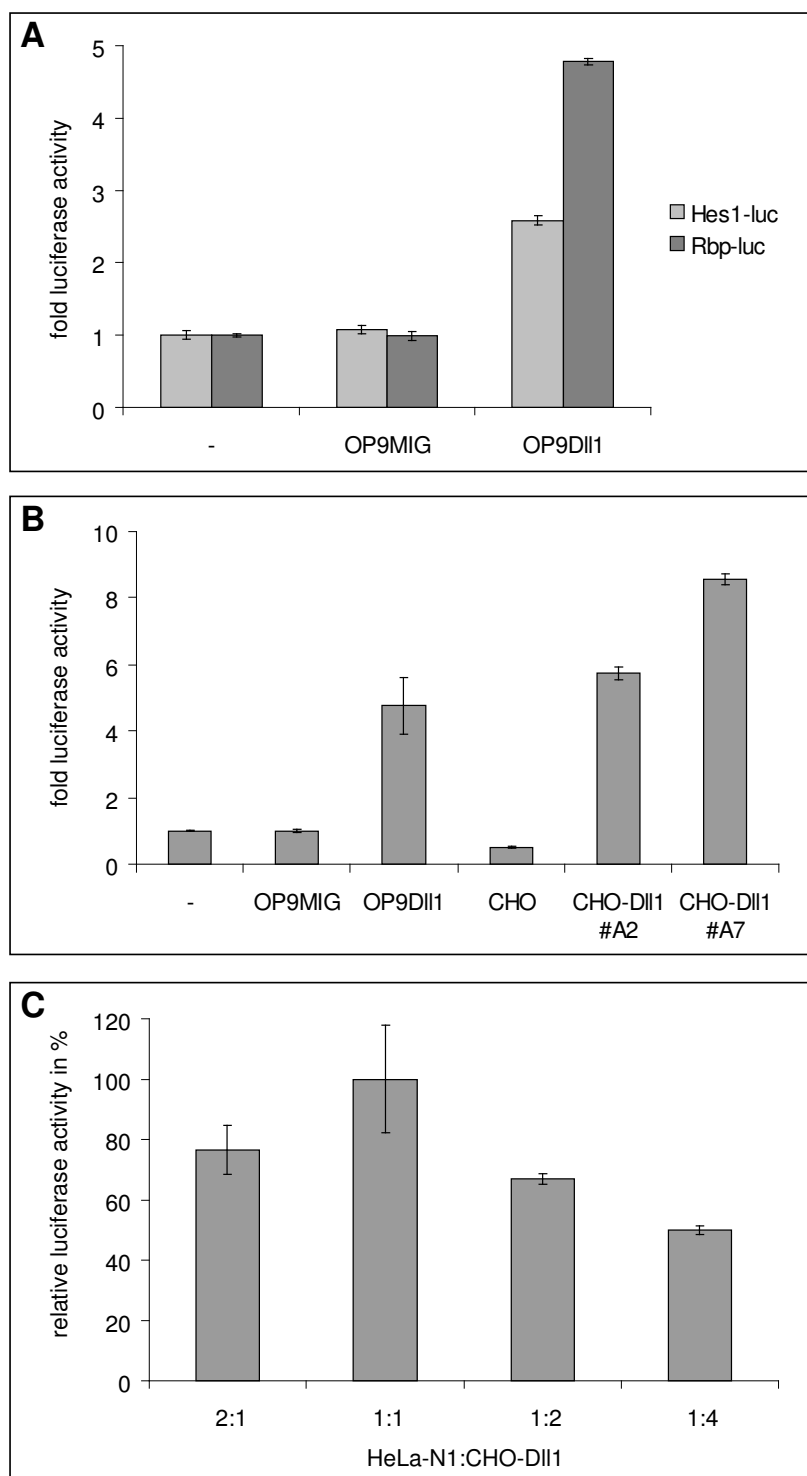 A
fold luciferase activity
5
4
3
2
1
0
-
OP9MIG
OP9Dll1
Hes1-luc
Rbp-luc
B
fold luciferase activity
10
8
6
4
2
0
-
OP9MIG
OP9Dll1
CHO
CHO-Dll1
#A2
CHO-Dll1
#A7
C
relative luciferase activity in %
120
100
80
60
40
20
0
2:1
1:1
1:2
1:4
HeLa-N1:CHO-Dll1